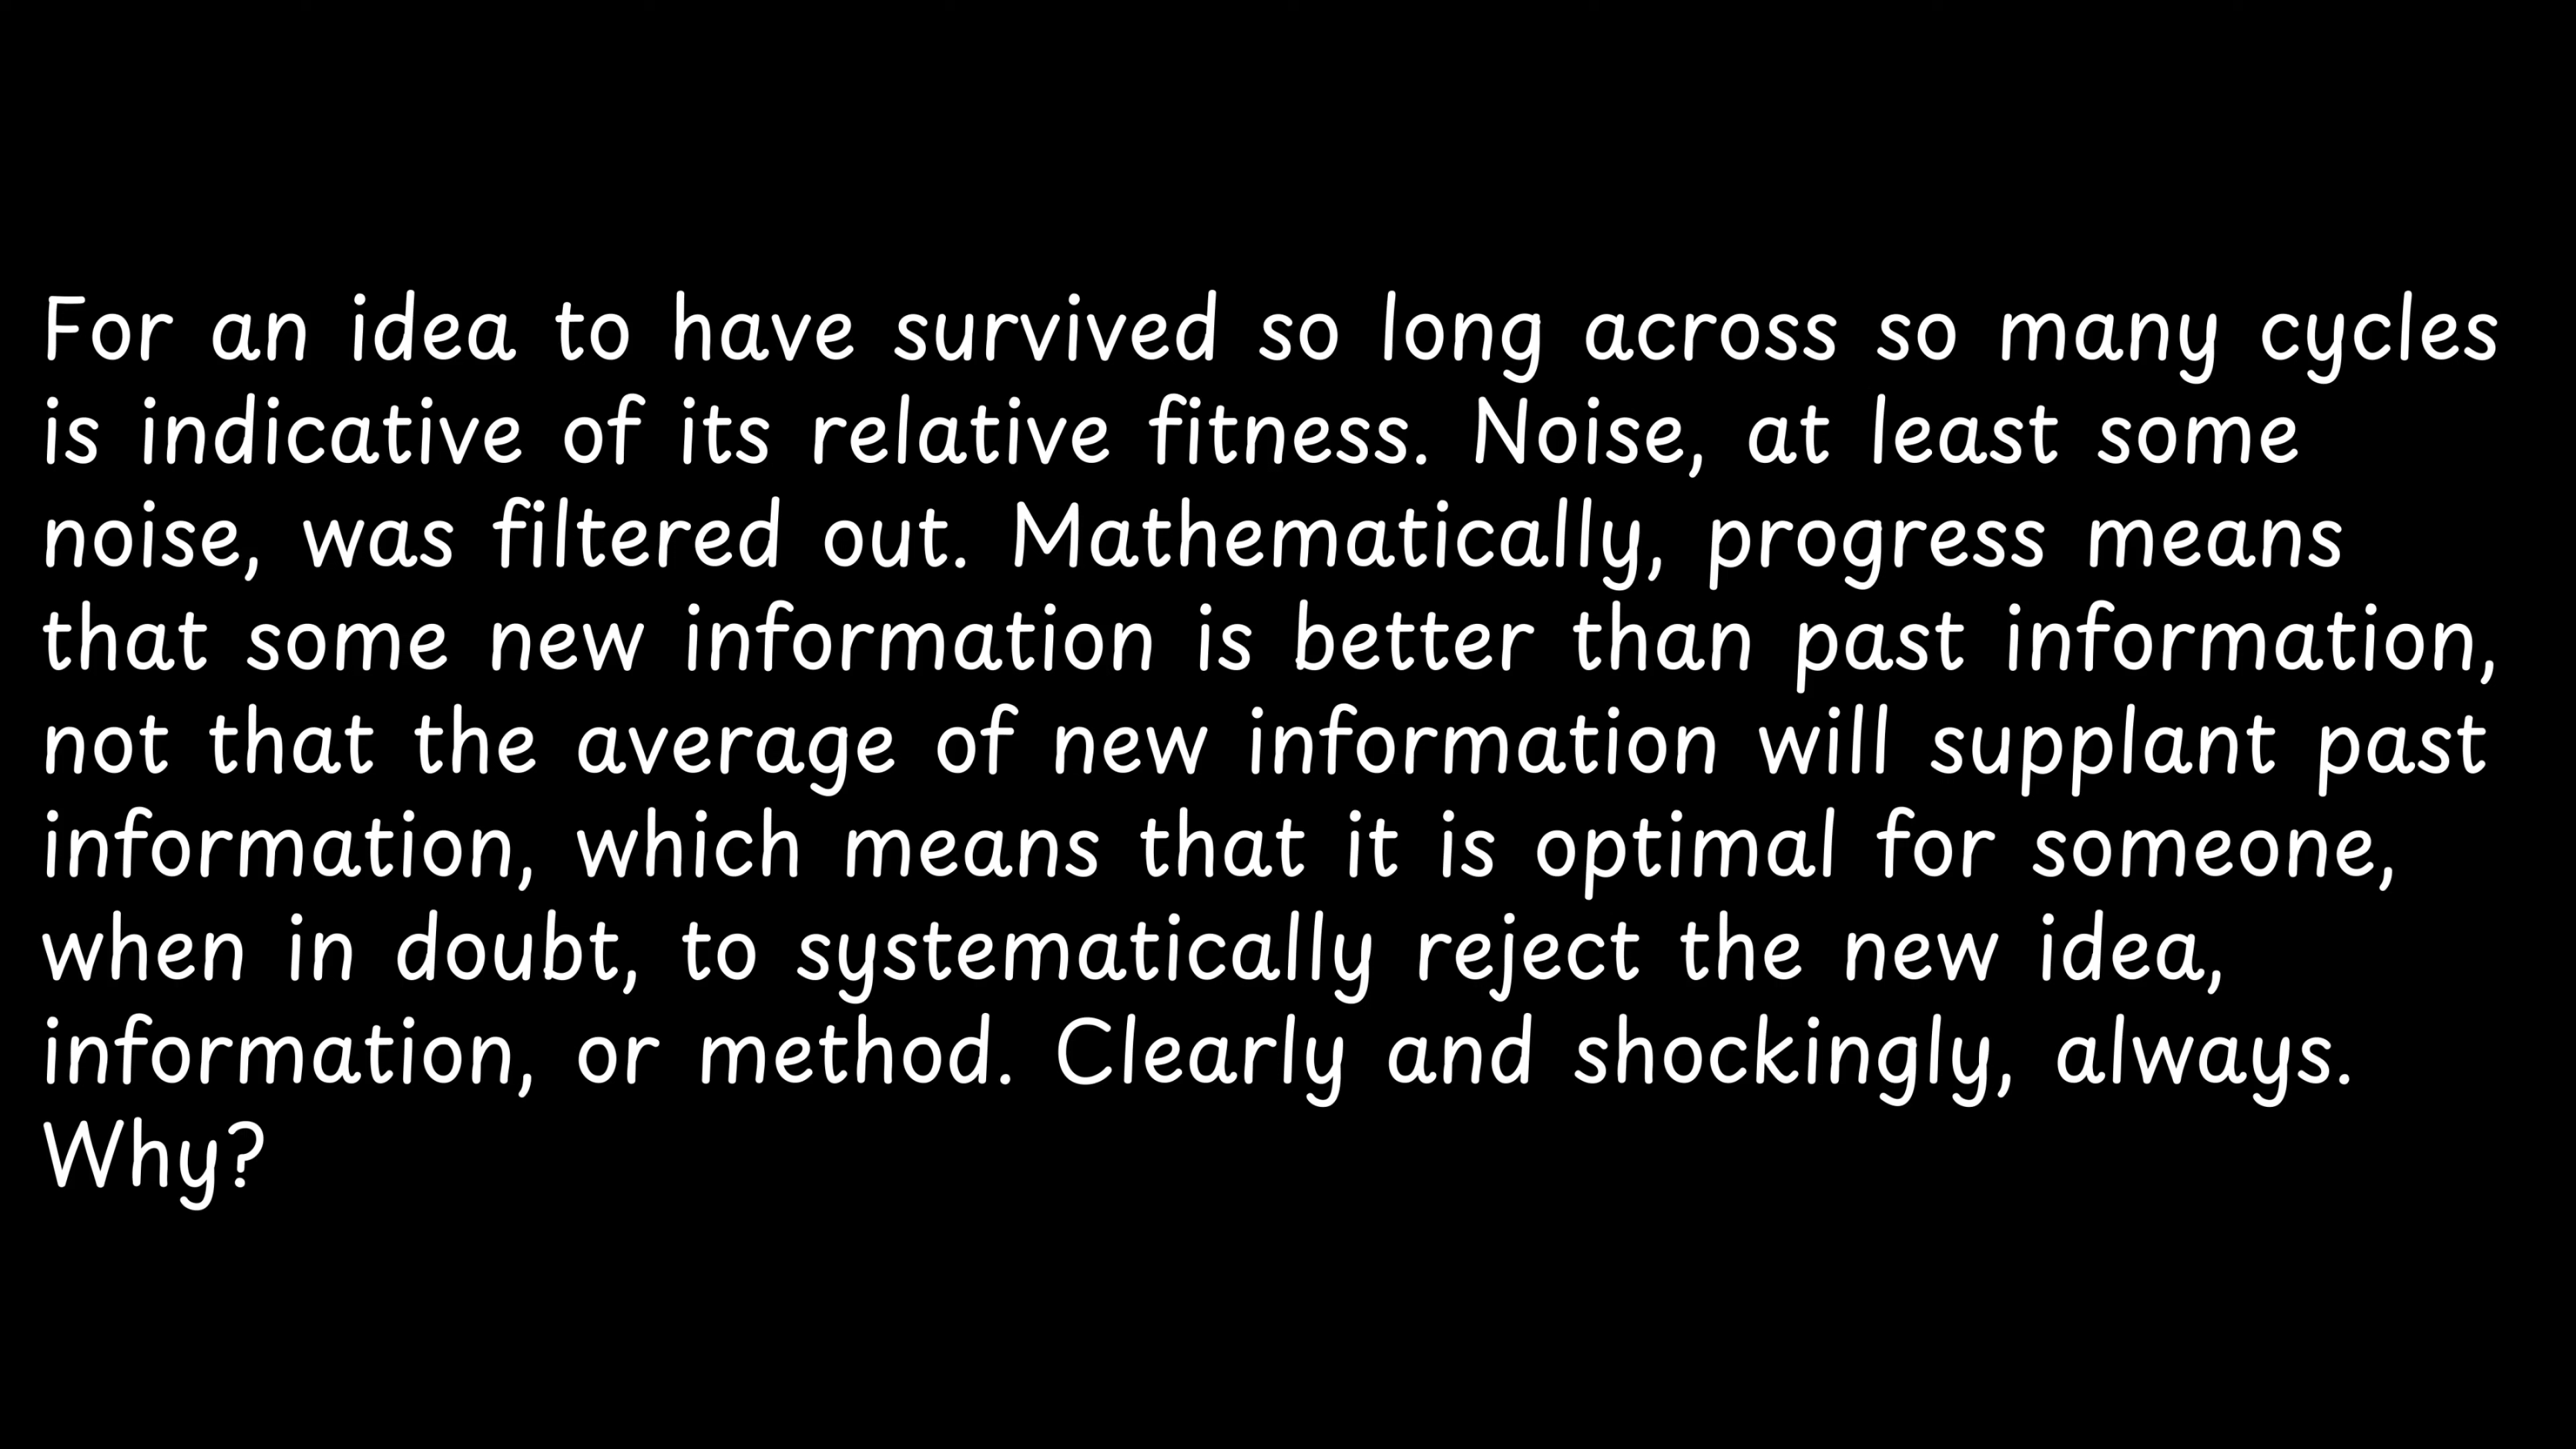 For an idea to have survived so long across so many cycles
is indicative of its relative fitness. Noise, at least some
noise, was filtered out. Mathematically, progress means
that some new information is better than past information,
not that the average of new information will supplant past
information, which means that it is optimal for someone,
when in doubt, to systematically reject the new idea,
information, or method. Clearly and shockingly, always.
Why?